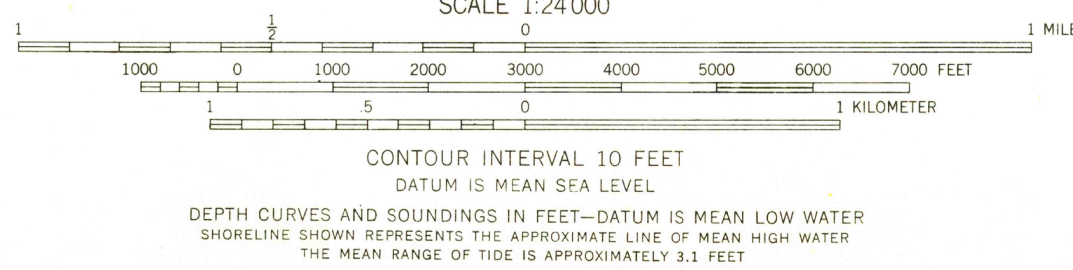 SCALE 1:24000
1 1/2 0 1 MILE
1000 0 1000 2000 3000 4000 5000 6000 7000 FEET
1 .5 0 1 KILOMETER
CONTOUR INTERVAL 10 FEET
DATUM IS MEAN SEA LEVEL
DEPTH CURVES AND SOUNDINGS IN FEET—DATUM IS MEAN LOW WATER
SHORELINE SHOWN REPRESENTS THE APPROXIMATE LINE OF MEAN HIGH WATER
THE MEAN RANGE OF TIDE IS APPROXIMATELY 3.1 FEET